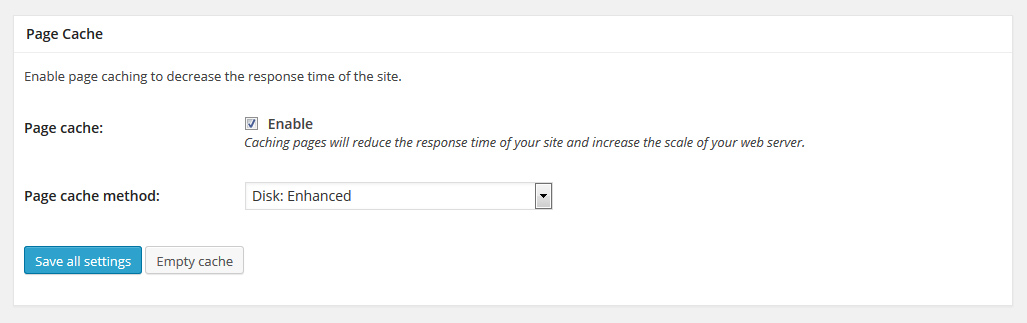 Page Cache
Enable page caching to decrease the response time of the site.
Page cache:
Enable
Caching pages will reduce the response time of your site and increase the scale of your web server.
Page cache method:
Disk: Enhanced
Save all settings
Empty cache